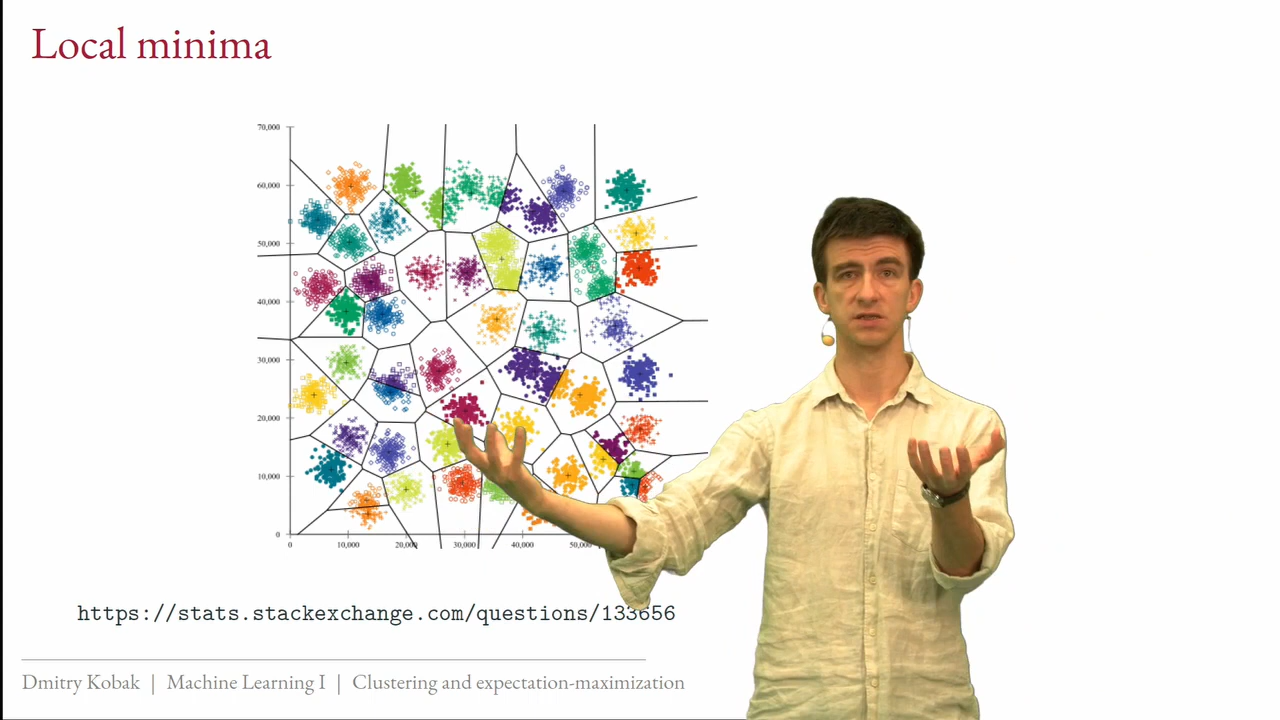 Local minima
70,000
60,000
50,000
40,000
30,000
20,000
10,000
0
0 10,000 20,000 30,000 40,000
https://stats.stackexchange.com/questions/133656
Dmitry Kobak | Machine Learning I | Clustering and expectation-maximization